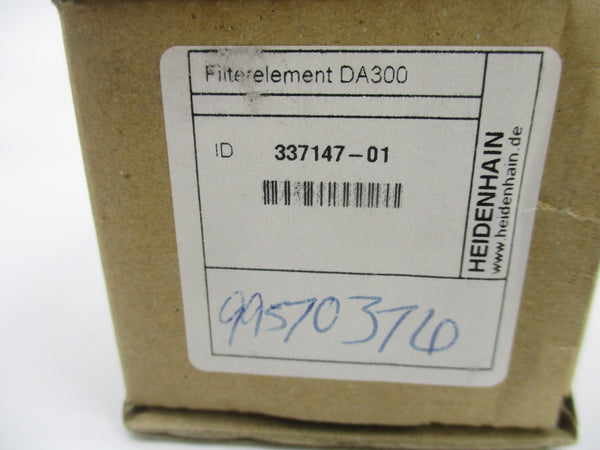 Filterelement DA300
ID 337147-01
HEIDENHAIN
www.heidenhain.de
99570376